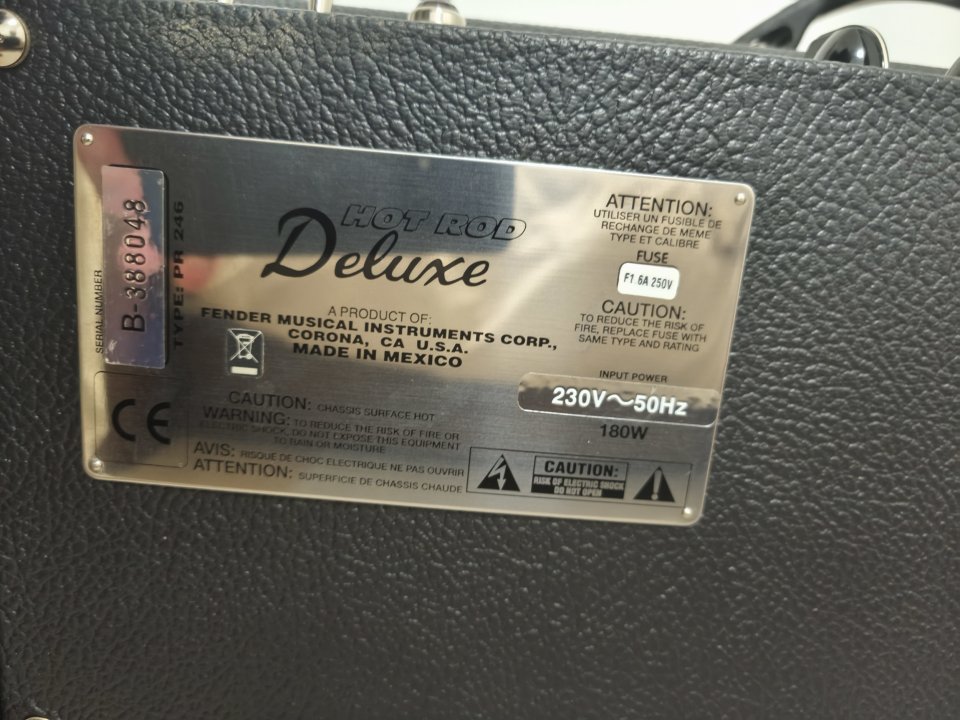 SERIAL NUMBER
B-388048
TYPE: PR 246
HOT ROD
Deluxe
A PRODUCT OF:
FENDER MUSICAL INSTRUMENTS CORP.,
CORONA, CA U.S.A.
MADE IN MEXICO
CE
CAUTION: CHASSIS SURFACE HOT
WARNING: TO REDUCE THE RISK OF FIRE OR
ELECTRIC SHOCK, DO NOT EXPOSE THIS EQUIPMENT
TO RAIN OR MOISTURE
AVIS: RISQUE DE CHOC ELECTRIQUE NE PAS OUVRIR
ATTENTION: SUPERFICIE DE CHASSIS CHAUDE
ATTENTION:
UTILISER UN FUSIBLE DE
RECHANGE DE MEME
TYPE ET CALIBRE
FUSE
F1.6A 250V
CAUTION:
TO REDUCE THE RISK OF
FIRE, REPLACE FUSE WITH
SAME TYPE AND RATING
INPUT POWER
230V～50Hz
180W
CAUTION:
RISK OF ELECTRIC SHOCK
DO NOT OPEN